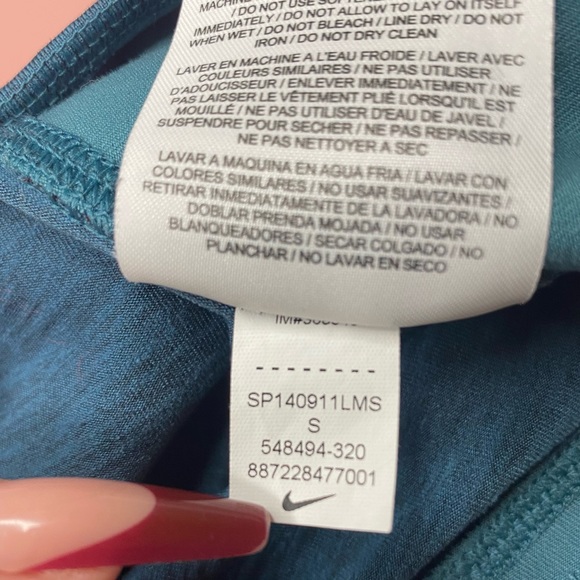 / DO NOT USE SOFTENER
IMMEDIATELY / DO NOT ALLOW TO LAY ON ITSELF
WHEN WET / DO NOT BLEACH / LINE DRY / DO NOT
IRON / DO NOT DRY CLEAN
LAVER EN MACHINE A L'EAU FROIDE / LAVER AVEC
COULEURS SIMILAIRES / NE PAS UTILISER
D'ADOUCISSEUR / ENLEVER IMMEDIATEMENT / NE
PAS LAISSER LE VÊTEMENT PLIÉ LORSQU'IL EST
MOUILLÉ / NE PAS UTILISER D'EAU DE JAVEL /
SUSPENDRE POUR SECHER / NE PAS REPASSER /
NE PAS NETTOYER A SEC
LAVAR A MAQUINA EN AGUA FRIA / LAVAR CON
COLORES SIMILARES / NO USAR SUAVIZANTES /
RETIRAR INMEDIATAMENTE DE LA LAVADORA / NO
DOBLAR PRENDA MOJADA / NO USAR
BLANQUEADORES / SECAR COLGADO / NO
PLANCHAR / NO LAVAR EN SECO
--------
SP140911LMS
S
548494-320
887228477001